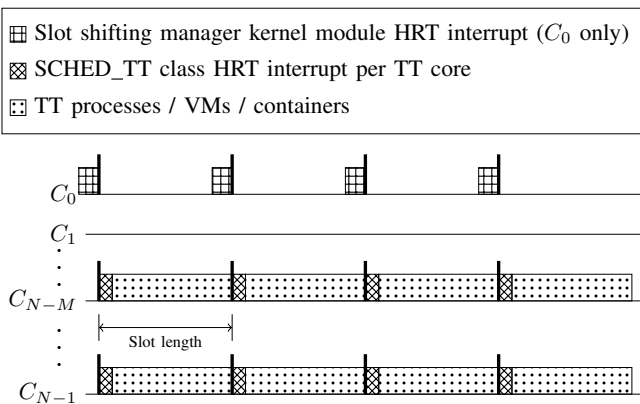 Slot shifting manager kernel module HRT interrupt (C₀ only)
SCHED_TT class HRT interrupt per TT core
TT processes / VMs / containers
C₀
C₁
C_{N−M}
Slot length
C_{N−1}